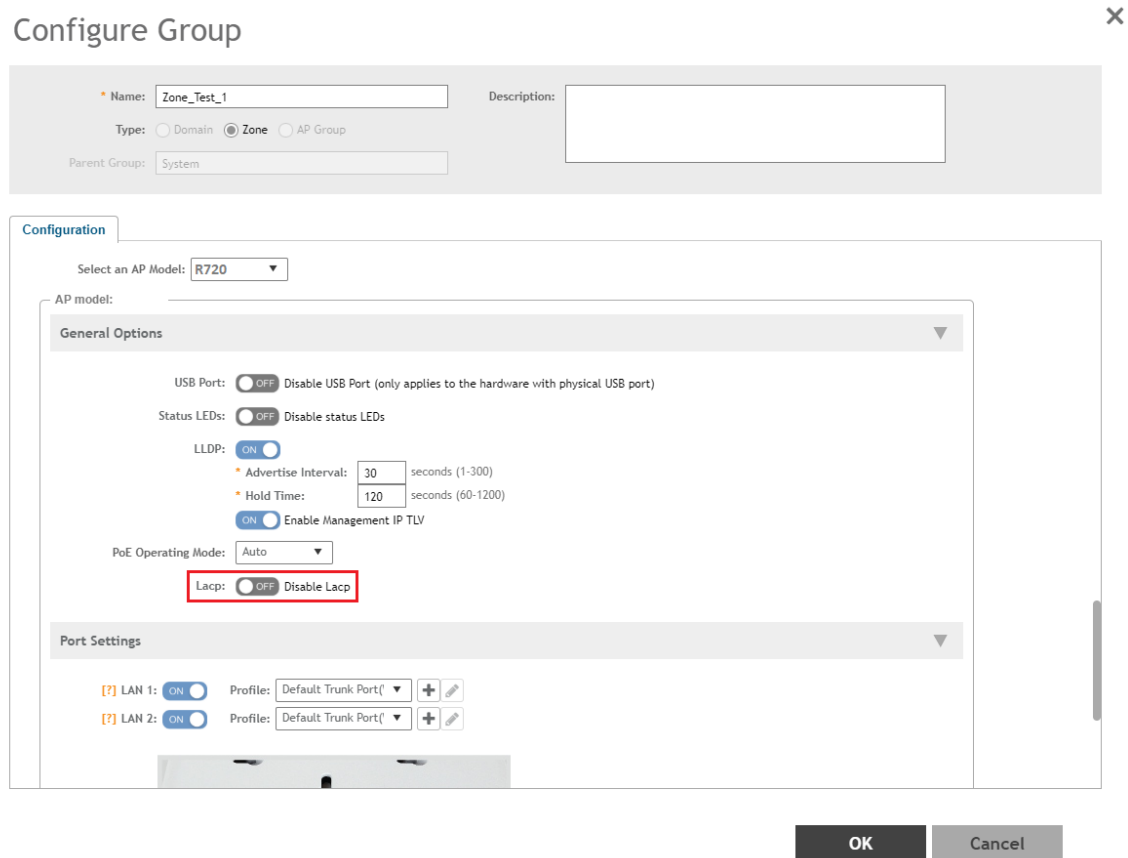 Configure Group
* Name: Zone_Test_1
Description:
Type: Domain Zone AP Group
Parent Group: System
Configuration
Select an AP Model: R720
AP model:
General Options
USB Port: OFF Disable USB Port (only applies to the hardware with physical USB port)
Status LEDs: OFF Disable status LEDs
LLDP: ON
* Advertise Interval: 30 seconds (1-300)
* Hold Time: 120 seconds (60-1200)
ON Enable Management IP TLV
PoE Operating Mode: Auto
Lacp: OFF Disable Lacp
Port Settings
[?] LAN 1: ON Profile: Default Trunk Port('
[?] LAN 2: ON Profile: Default Trunk Port('
OK Cancel